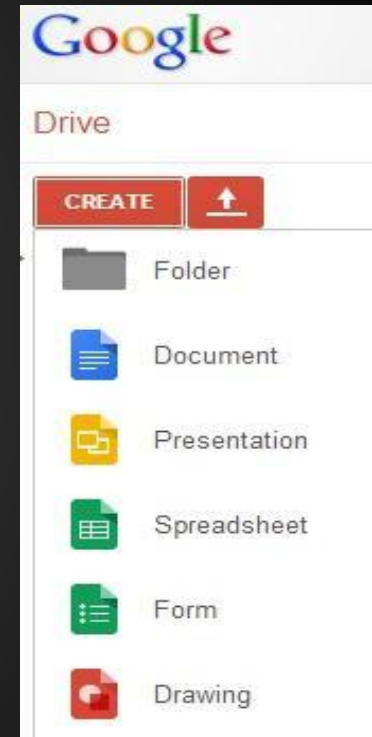 Google
Drive
CREATE
Folder
Document
Presentation
Spreadsheet
Form
Drawing